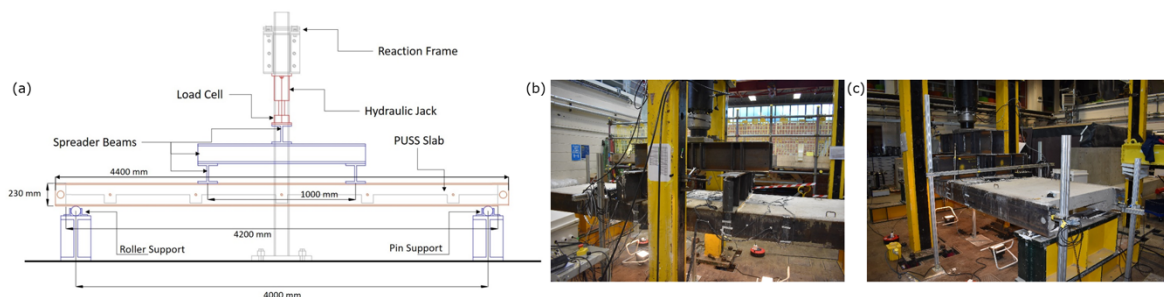 Reaction Frame
(a)
Load Cell
(b)
(c)
Hydraulic Jack
Spreader Beams
PUSS Slab
4400 mm
230 mm
1000 mm
4200 mm
Roller Support
Pin Support
4000 mm